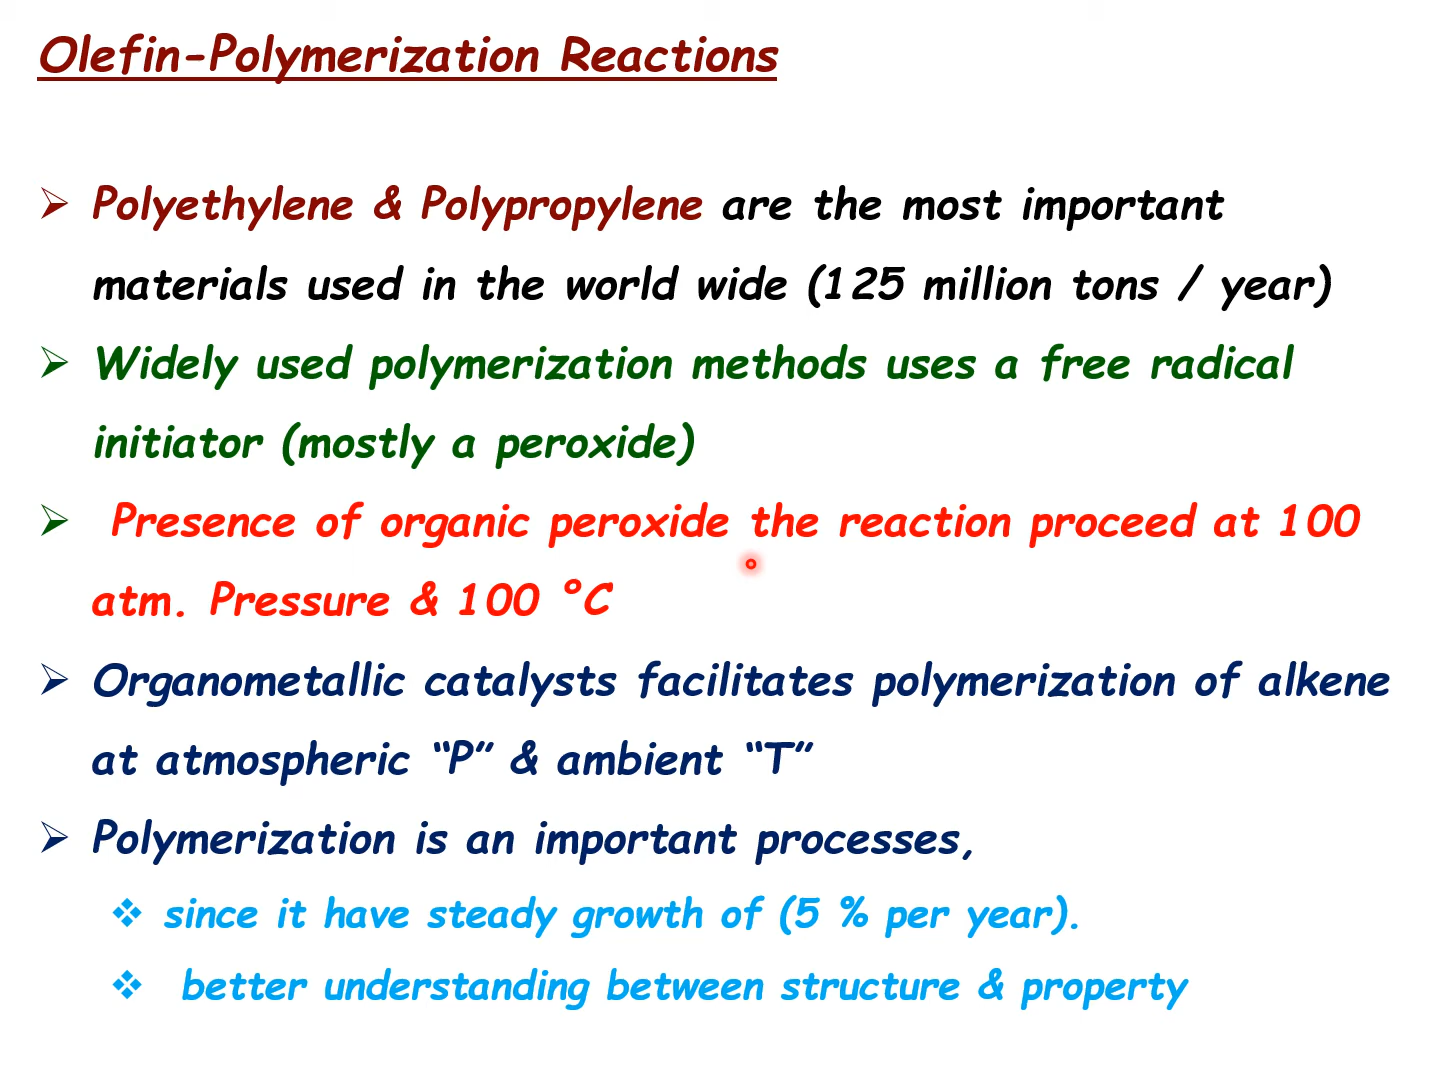 Olefin-Polymerization Reactions
Polyethylene & Polypropylene are the most important
materials used in the world wide (125 million tons / year)
Widely used polymerization methods uses a free radical
initiator (mostly a peroxide)
Presence of organic peroxide the reaction proceed at 100
atm. Pressure & 100 °C
Organometallic catalysts facilitates polymerization of alkene
at atmospheric “P” & ambient “T”
Polymerization is an important processes,
since it have steady growth of (5 % per year).
better understanding between structure & property